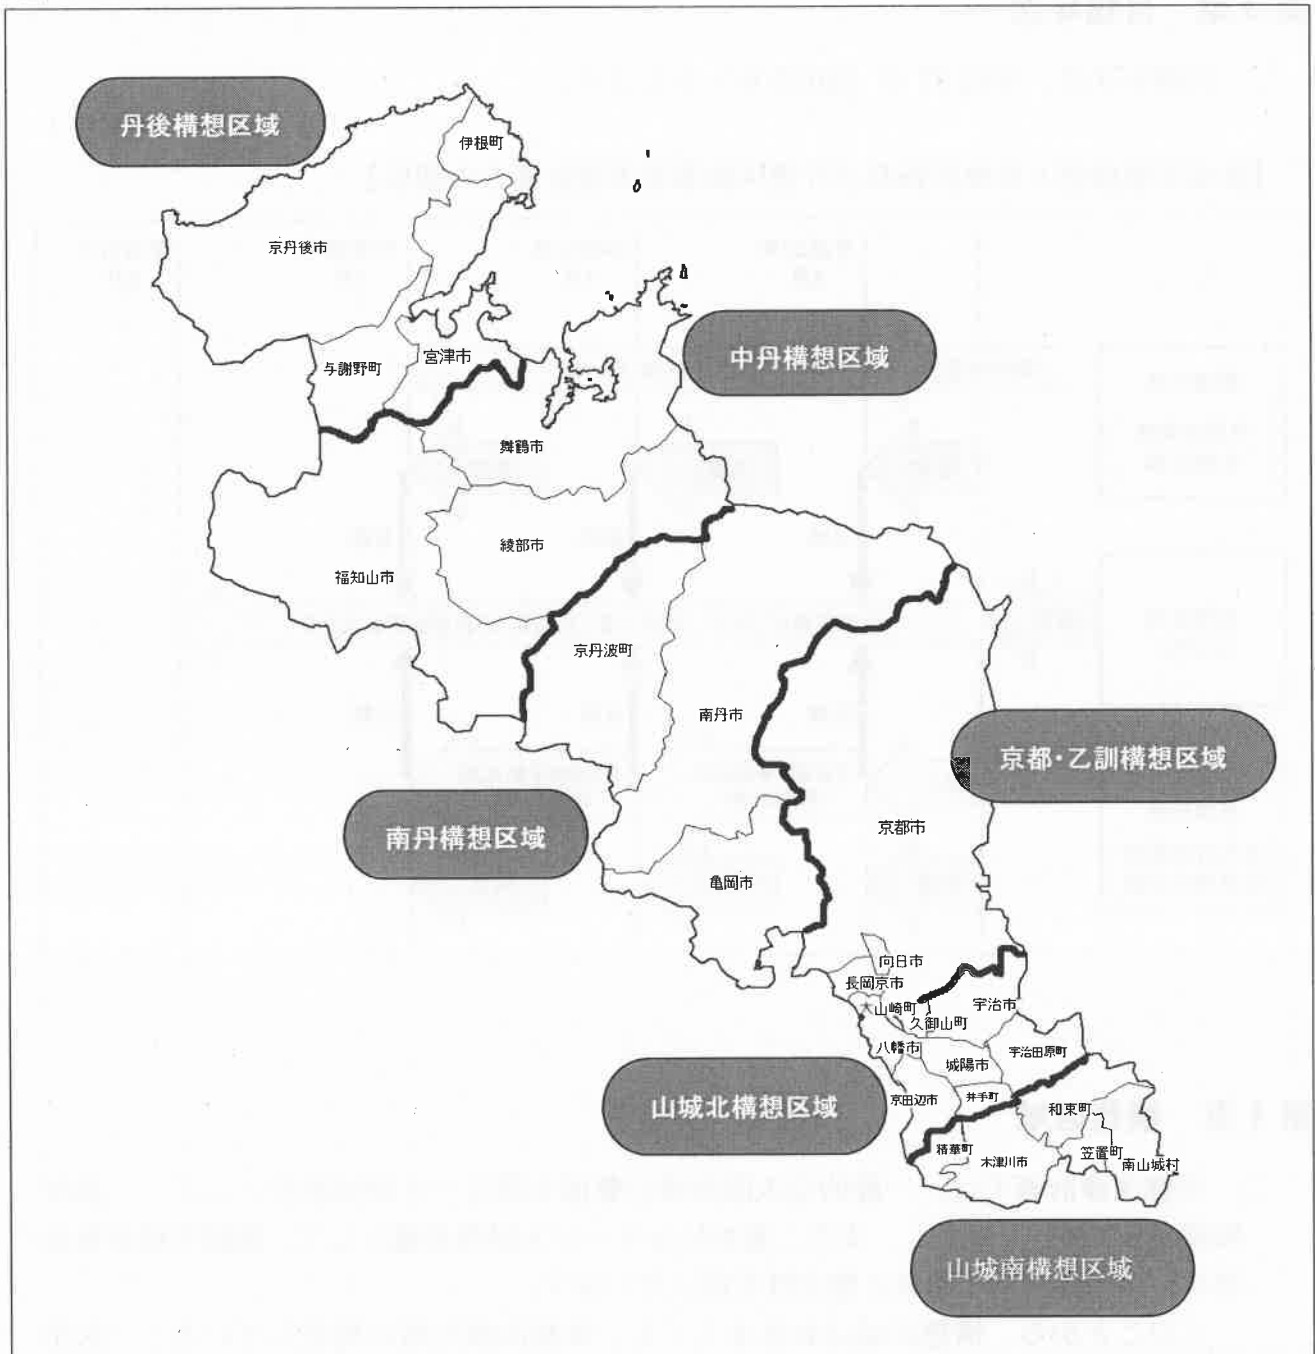 丹後構想区域
伊根町
京丹後市
与謝野町
宮津市
中丹構想区域
舞鶴市
綾部市
福知山市
京丹波町
南丹市
京都・乙訓構想区域
南丹構想区域
京都市
亀岡市
向日市
長岡京市
大山崎町
宇治市
久御山町
八幡市
宇治田原町
城陽市
山城北構想区域
京田辺市
井手町
和束町
精華町
木津川市
笠置町
南山城村
山城南構想区域